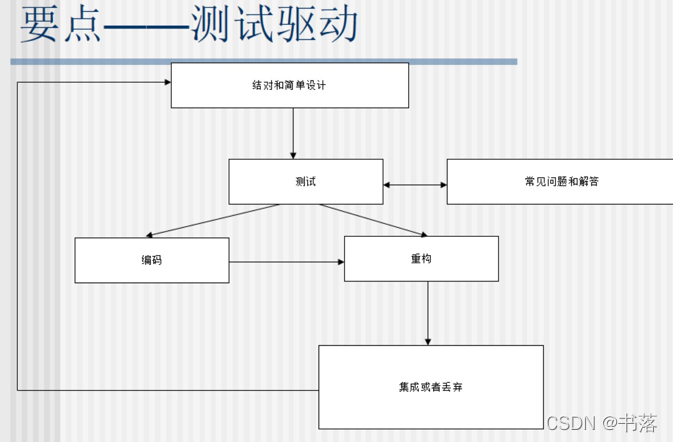 要点——测试驱动
结对和简单设计
测试
常见问题和解答
编码
重构
集成或者丢弃
CSDN @书落